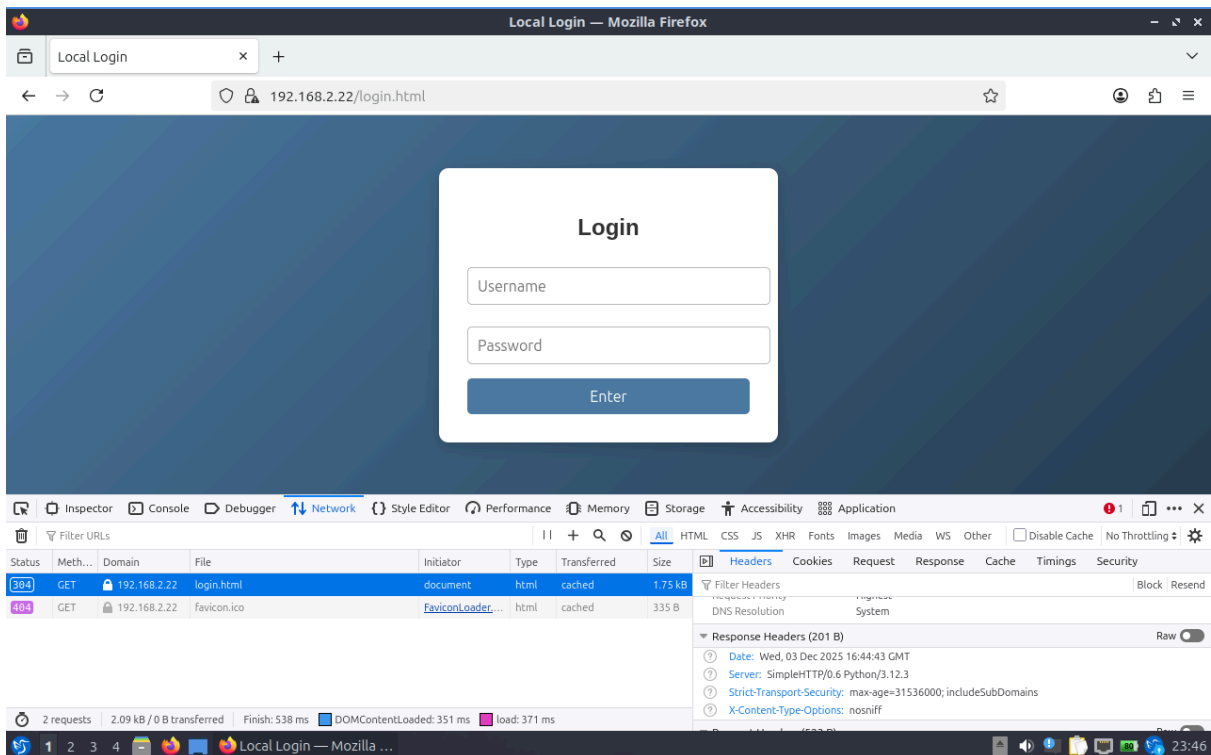 Local Login — Mozilla Firefox
Local Login
192.168.2.22/login.html
Login
Username
Password
Enter
Inspector Console Debugger Network Style Editor Performance Memory Storage Accessibility Application 1
Filter URLs All HTML CSS JS XHR Fonts Images Media WS Other Disable Cache No Throttling
Status Meth... Domain File Initiator Type Transferred Size Headers Cookies Request Response Cache Timings Security
304 GET 192.168.2.22 login.html document html cached 1.75 kB Filter Headers Block Resend
404 GET 192.168.2.22 favicon.ico FaviconLoader.... html cached 335 B
DNS Resolution System
Response Headers (201 B) Raw
Date: Wed, 03 Dec 2025 16:44:43 GMT
Server: SimpleHTTP/0.6 Python/3.12.3
Strict-Transport-Security: max-age=31536000; includeSubDomains
X-Content-Type-Options: nosniff
2 requests 2.09 kB / 0 B transferred Finish: 538 ms DOMContentLoaded: 351 ms load: 371 ms
1 2 3 4 Local Login — Mozilla ... 80 23:46